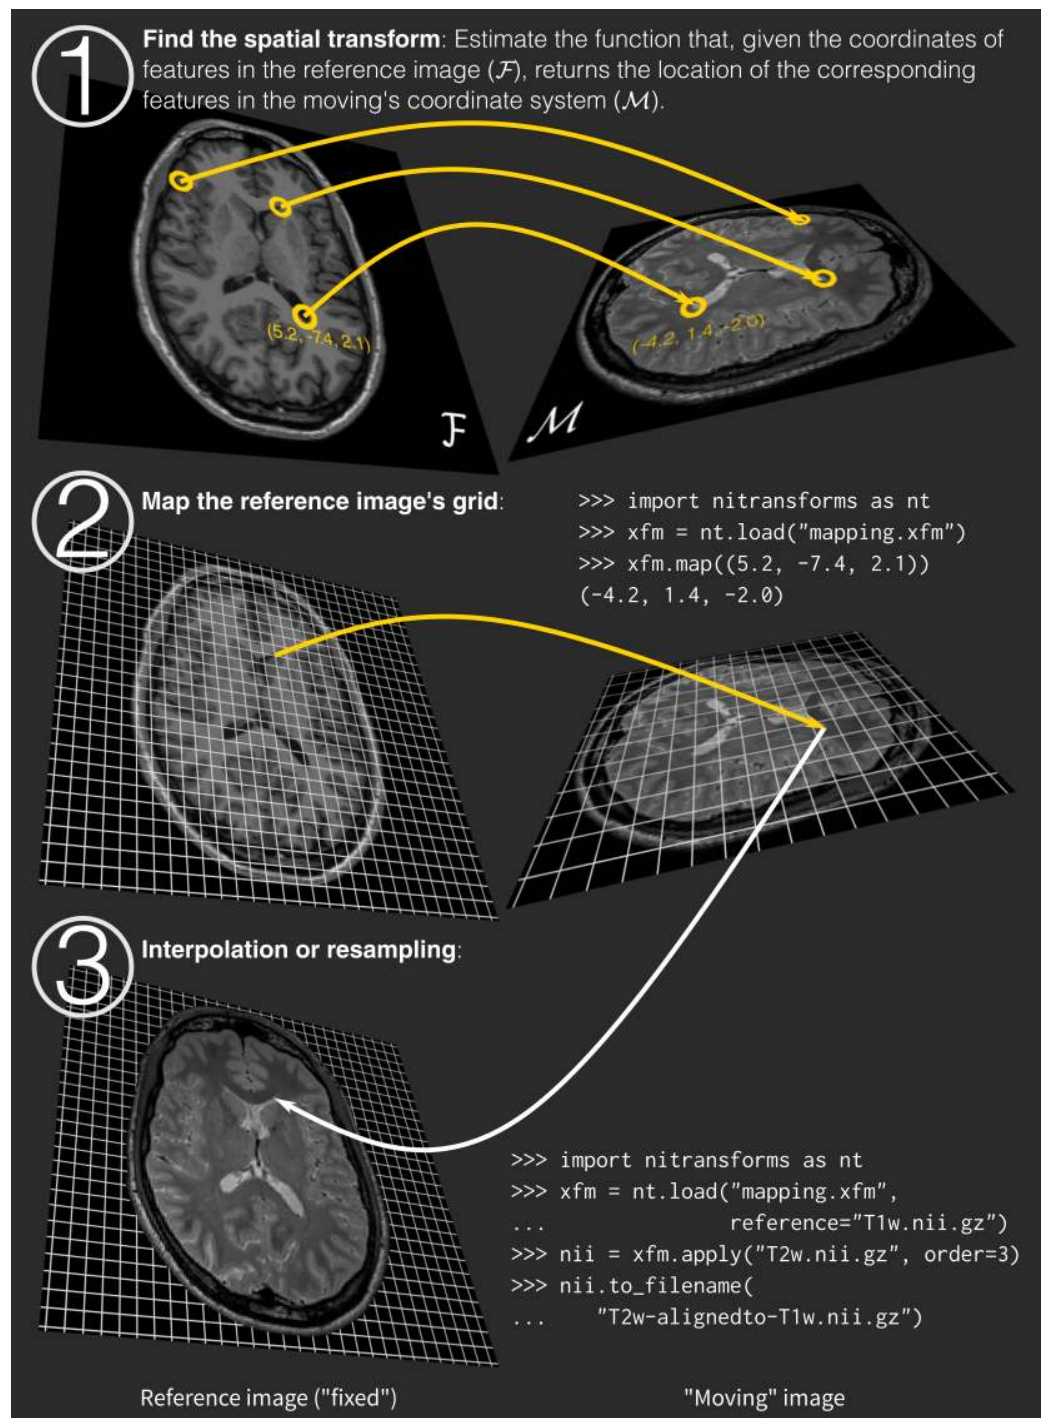 1
Find the spatial transform: Estimate the function that, given the coordinates of
features in the reference image (ℱ), returns the location of the corresponding
features in the moving's coordinate system (ℳ).
(5.2, -7.4, 2.1)
(-4.2, 1.4, -2.0)
ℱ
ℳ
2
Map the reference image's grid:
>>> import nitransforms as nt
>>> xfm = nt.load("mapping.xfm")
>>> xfm.map((5.2, -7.4, 2.1))
(-4.2, 1.4, -2.0)
3
Interpolation or resampling:
>>> import nitransforms as nt
>>> xfm = nt.load("mapping.xfm",
...               reference="T1w.nii.gz")
>>> nii = xfm.apply("T2w.nii.gz", order=3)
>>> nii.to_filename(
...    "T2w-alignedto-T1w.nii.gz")
Reference image ("fixed")
"Moving" image